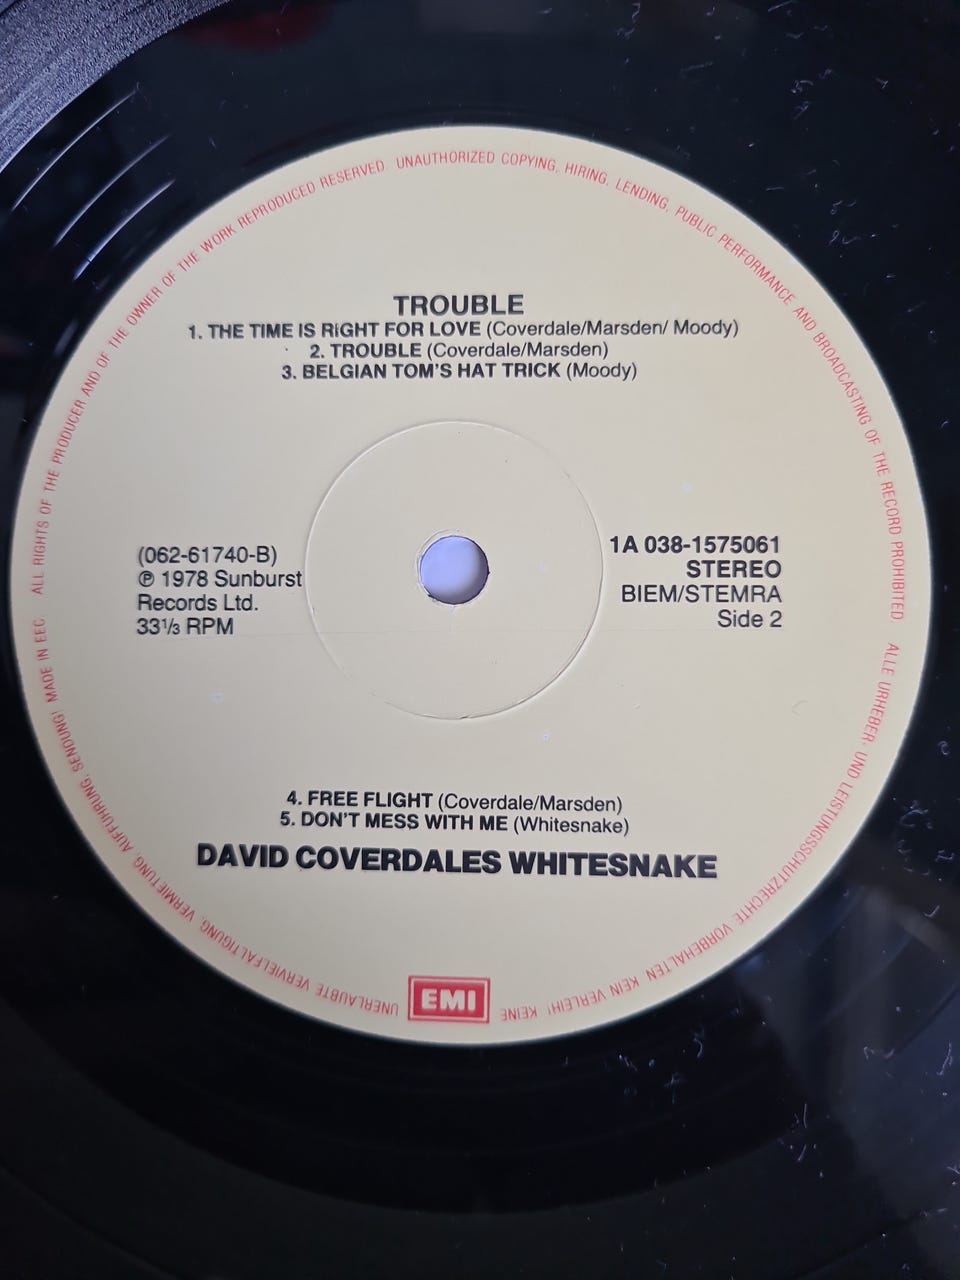 TROUBLE
1. THE TIME IS RIGHT FOR LOVE (Coverdale/Marsden/ Moody)
2. TROUBLE (Coverdale/Marsden)
3. BELGIAN TOM'S HAT TRICK (Moody)
(062-61740-B)
℗ 1978 Sunburst
Records Ltd.
33⅓ RPM
1A 038-1575061
STEREO
BIEM/STEMRA
Side 2
4. FREE FLIGHT (Coverdale/Marsden)
5. DON'T MESS WITH ME (Whitesnake)
DAVID COVERDALES WHITESNAKE
EMI
ALL RIGHTS OF THE PRODUCER AND OF THE OWNER OF THE WORK REPRODUCED RESERVED. UNAUTHORIZED COPYING, HIRING, LENDING, PUBLIC PERFORMANCE AND BROADCASTING OF THE RECORD PROHIBITED
ALLE URHEBER- UND LEISTUNGSSCHUTZRECHTE VORBEHALTEN KEIN VERLEIH! KEINE UNERLAUBTE VERVIELFALTIGUNG, VERMIETUNG, AUFFÜHRUNG, SENDUNG! MADE IN EEC